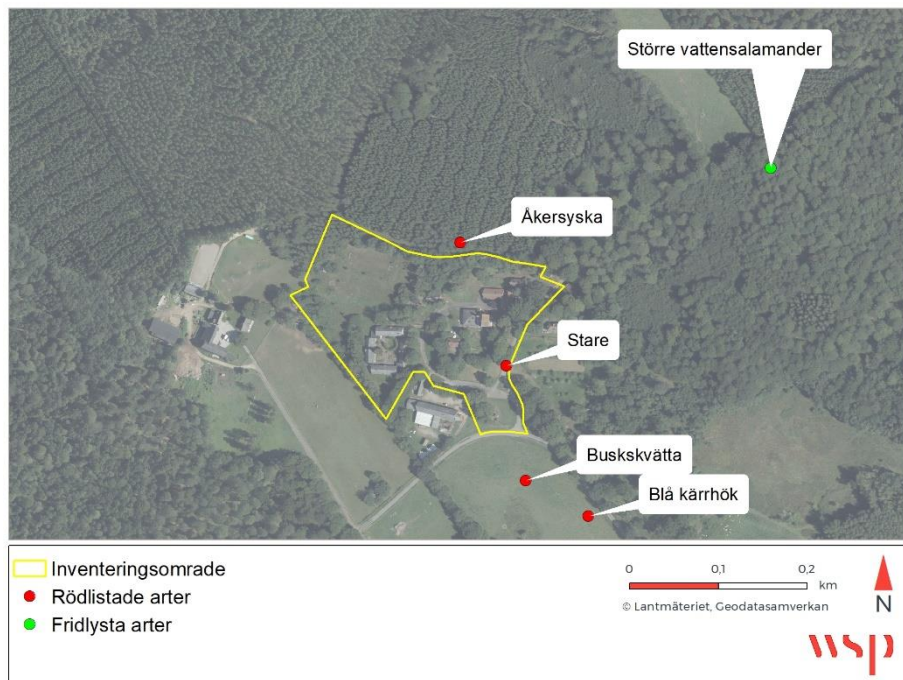 Större vattensalamander
Åkersyska
Stare
Buskskvätta
Blå kärrhök
Inventeringsomrade
Rödlistade arter
Fridlysta arter
0 0,1 0,2
km
© Lantmäteriet, Geodatasamverkan
N
wsp